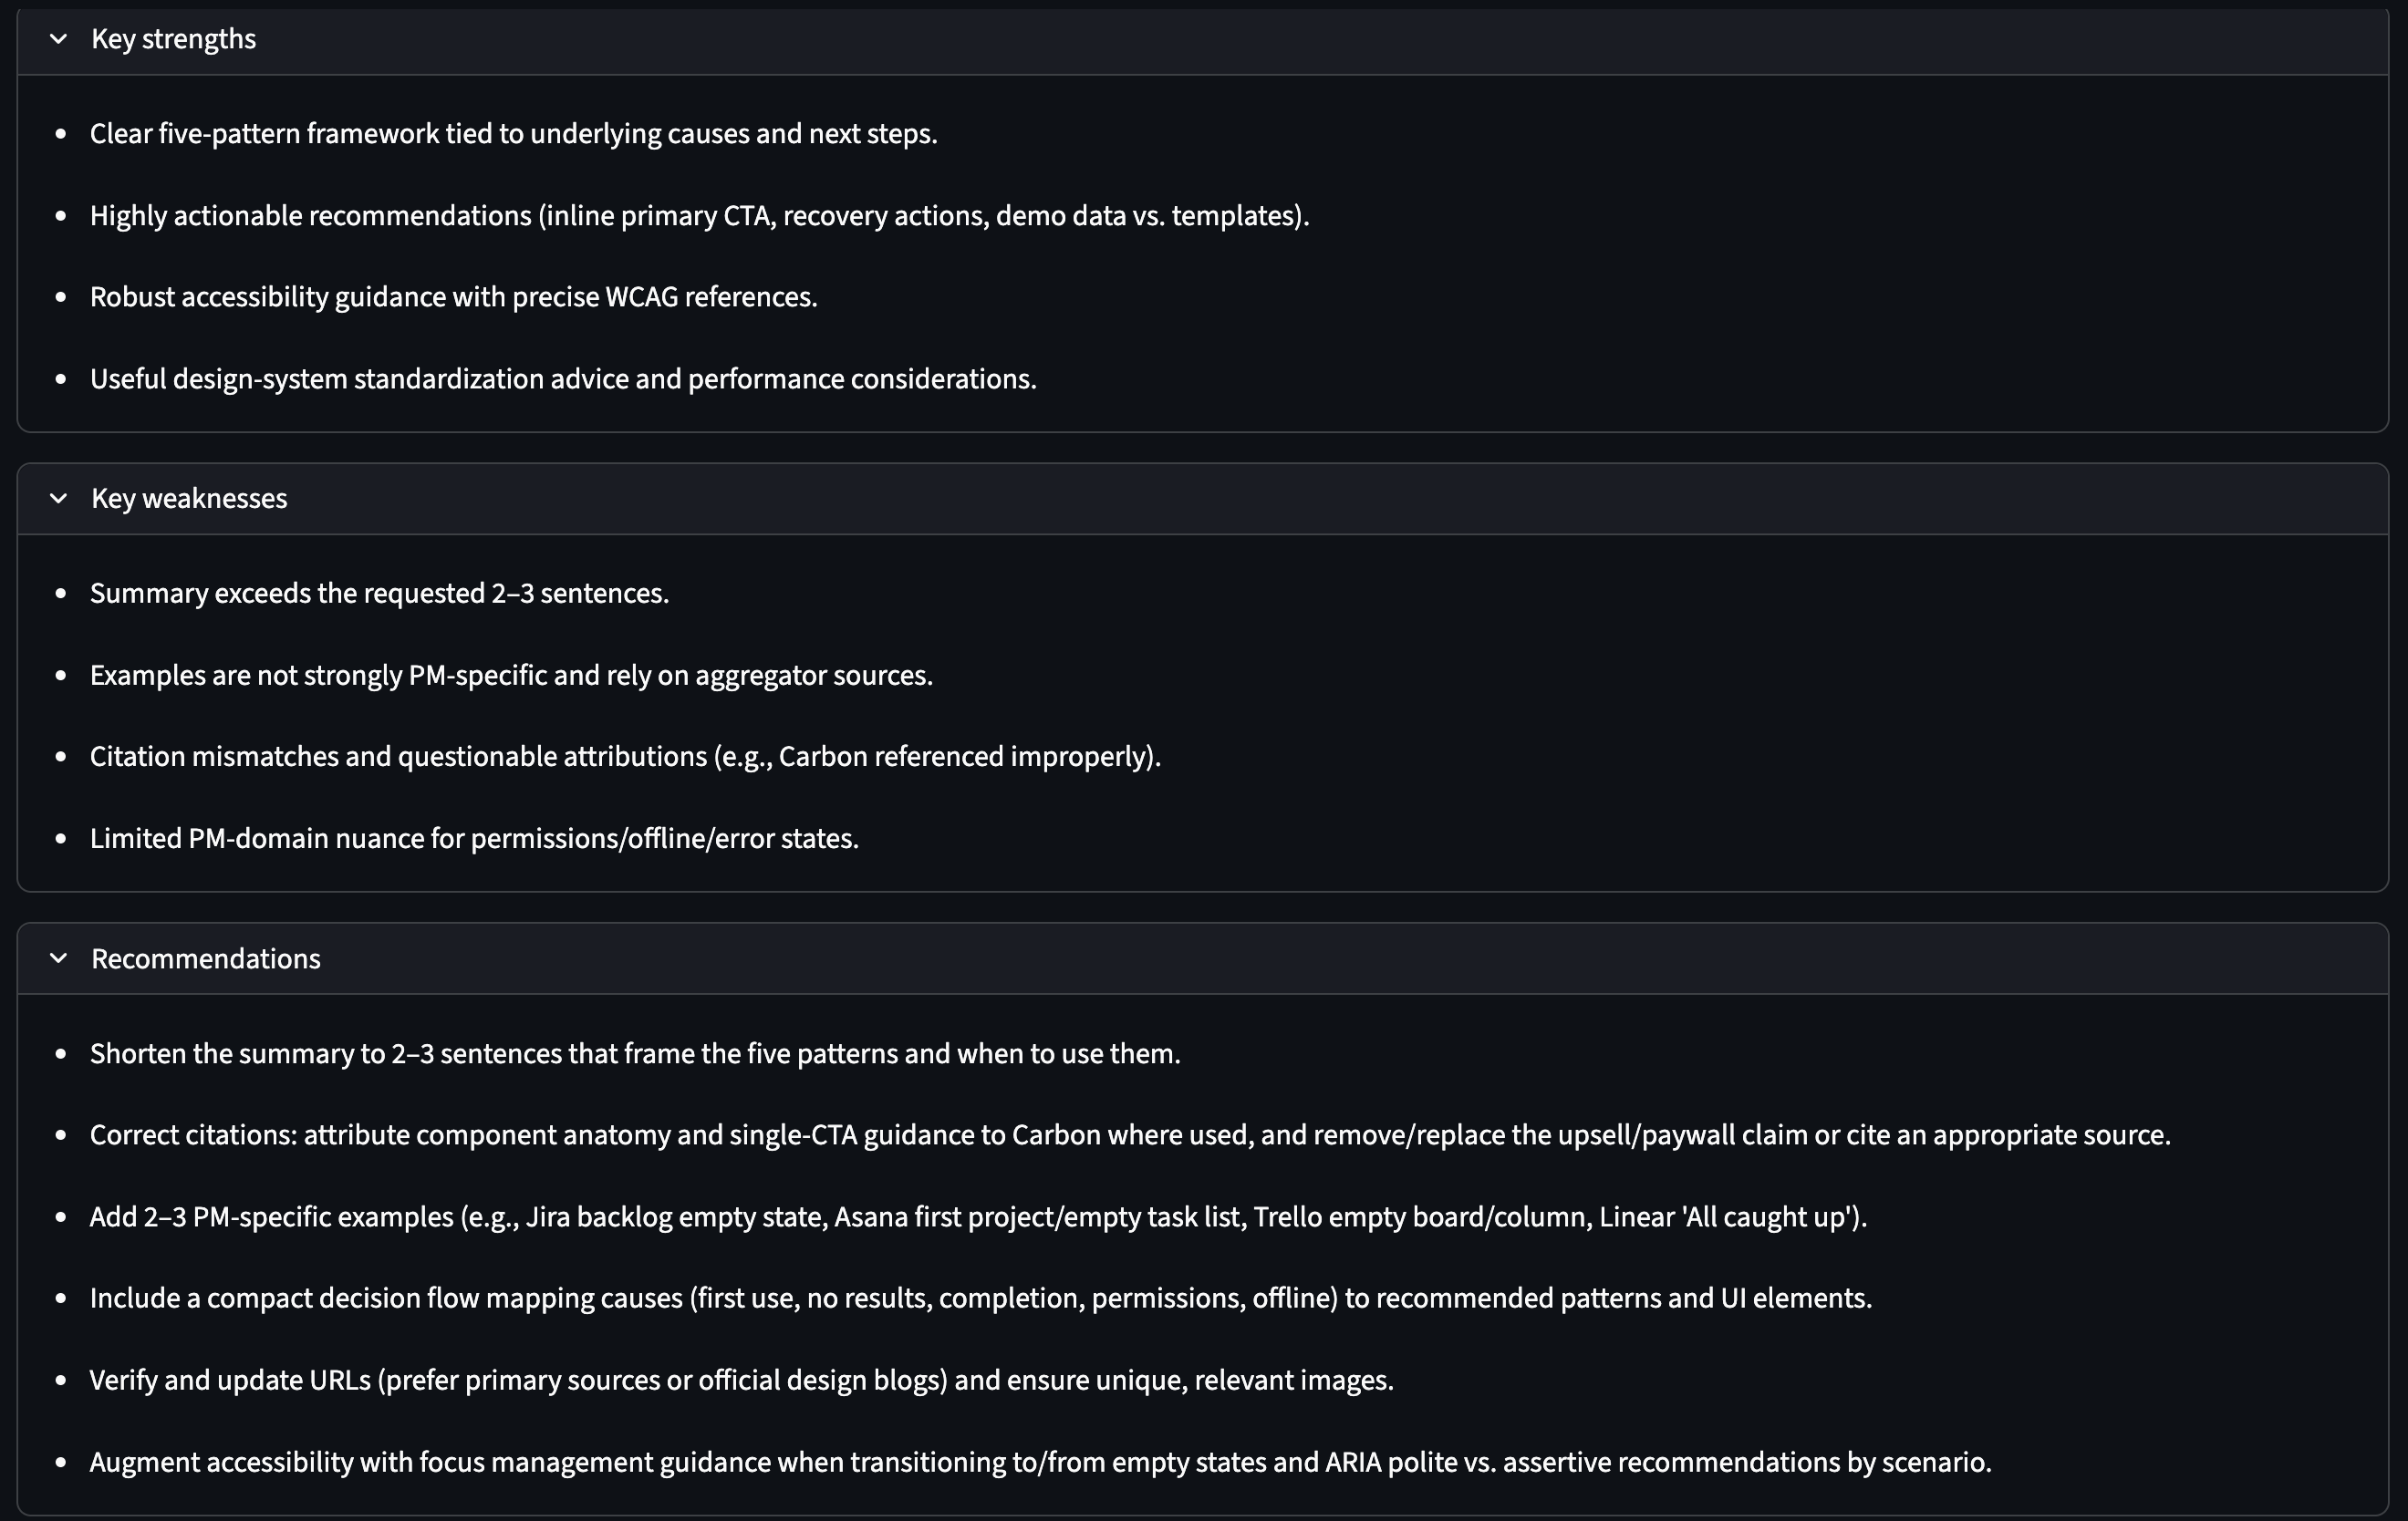 Key strengths
Clear five-pattern framework tied to underlying causes and next steps.
Highly actionable recommendations (inline primary CTA, recovery actions, demo data vs. templates).
Robust accessibility guidance with precise WCAG references.
Useful design-system standardization advice and performance considerations.
Key weaknesses
Summary exceeds the requested 2–3 sentences.
Examples are not strongly PM-specific and rely on aggregator sources.
Citation mismatches and questionable attributions (e.g., Carbon referenced improperly).
Limited PM-domain nuance for permissions/offline/error states.
Recommendations
Shorten the summary to 2–3 sentences that frame the five patterns and when to use them.
Correct citations: attribute component anatomy and single-CTA guidance to Carbon where used, and remove/replace the upsell/paywall claim or cite an appropriate source.
Add 2–3 PM-specific examples (e.g., Jira backlog empty state, Asana first project/empty task list, Trello empty board/column, Linear 'All caught up').
Include a compact decision flow mapping causes (first use, no results, completion, permissions, offline) to recommended patterns and UI elements.
Verify and update URLs (prefer primary sources or official design blogs) and ensure unique, relevant images.
Augment accessibility with focus management guidance when transitioning to/from empty states and ARIA polite vs. assertive recommendations by scenario.